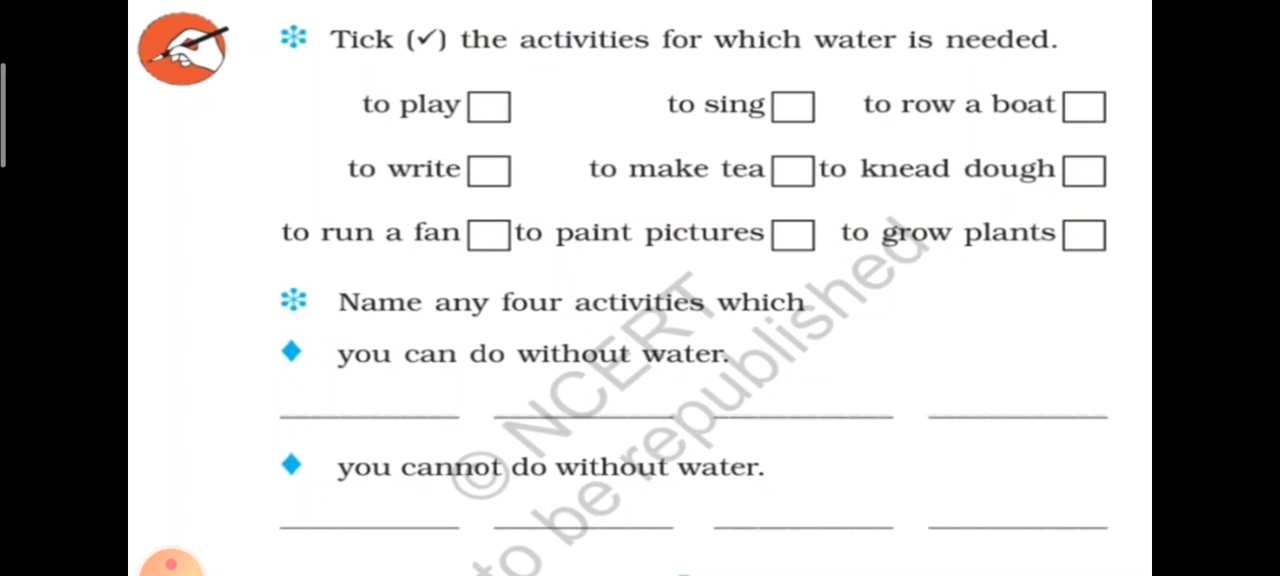 Tick (✓) the activities for which water is needed.
to play to sing to row a boat
to write to make tea to knead dough
to run a fan to paint pictures to grow plants
Name any four activities which
you can do without water.
you cannot do without water.
© NCERT
to be republished